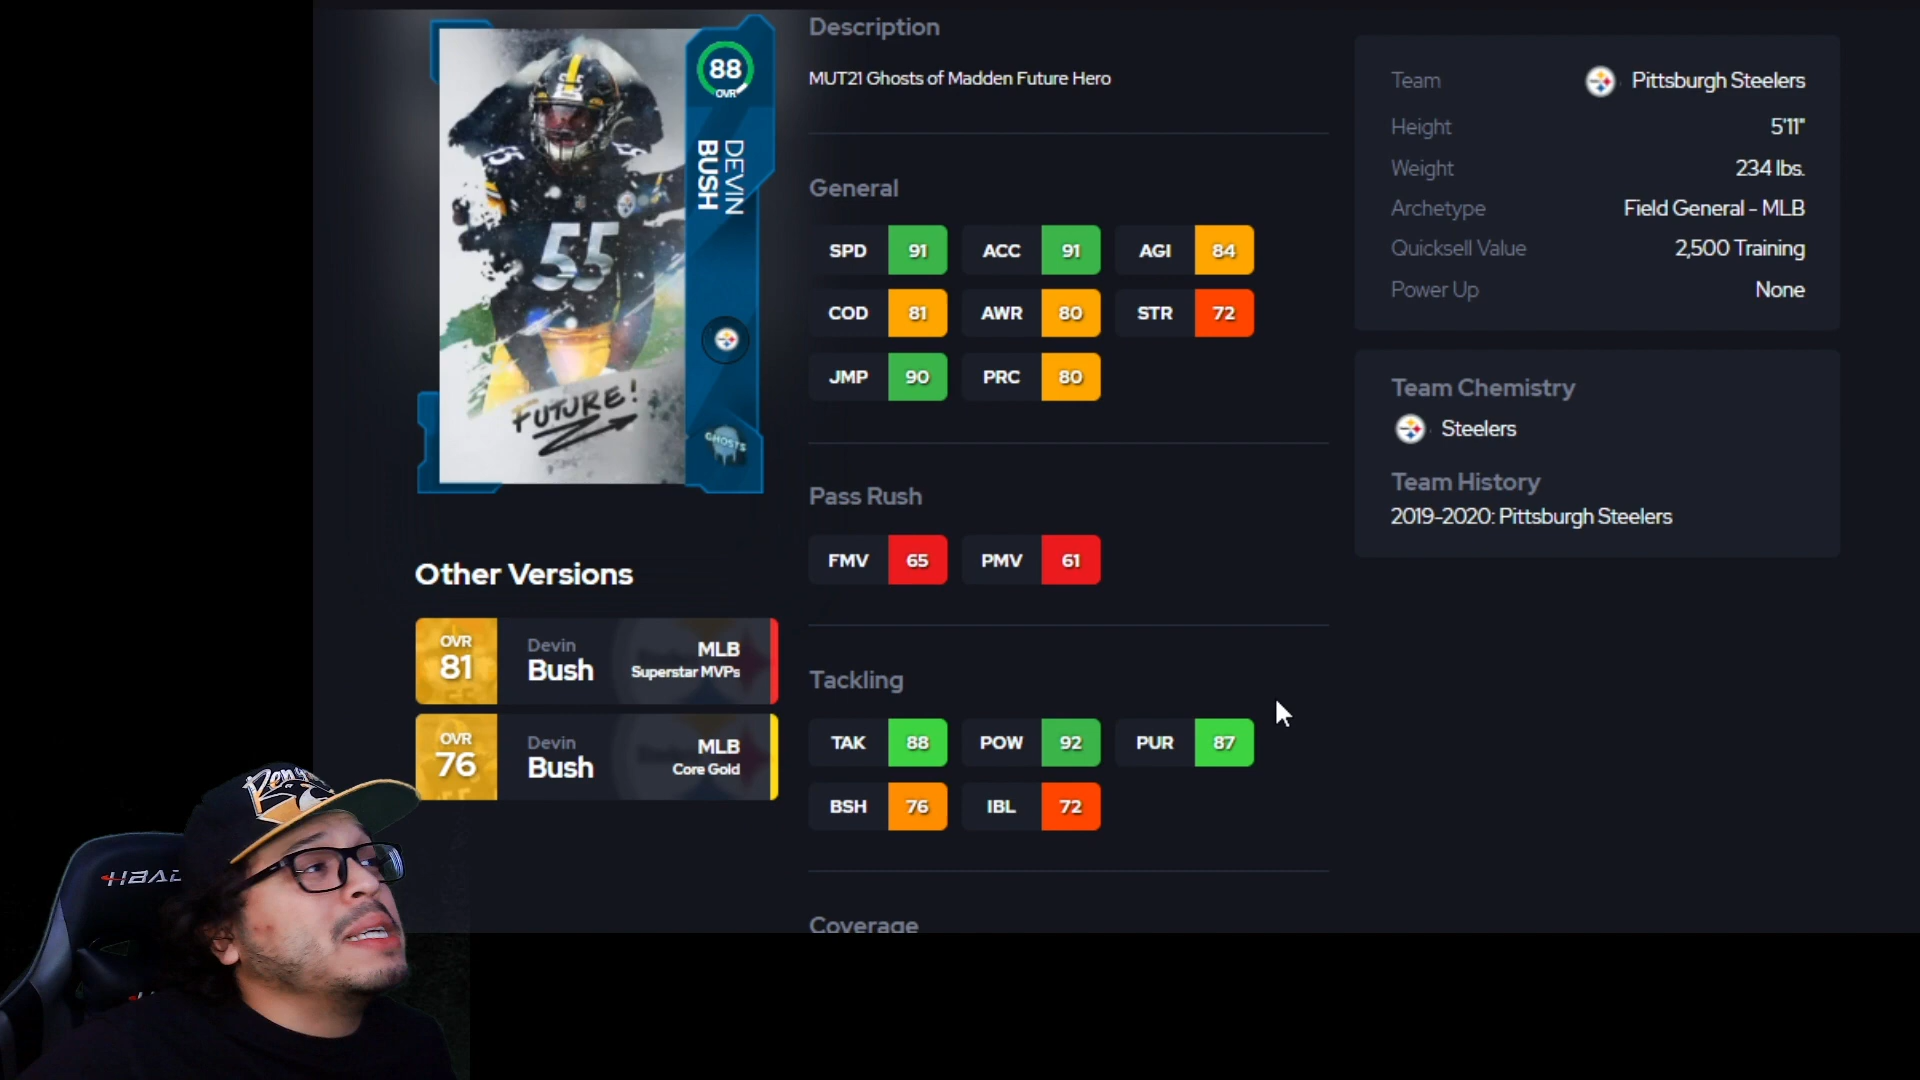 88
OVR
DEVIN
BUSH
55
FUTURE!
GHOSTS
Description
MUT21 Ghosts of Madden Future Hero
General
SPD 91 ACC 91 AGI 84
COD 81 AWR 80 STR 72
JMP 90 PRC 80
Pass Rush
FMV 65 PMV 61
Tackling
TAK 88 POW 92 PUR 87
BSH 76 IBL 72
Coverage
Team Pittsburgh Steelers
Height 5'11"
Weight 234 lbs.
Archetype Field General - MLB
Quicksell Value 2,500 Training
Power Up None
Team Chemistry
Steelers
Team History
2019-2020: Pittsburgh Steelers
Other Versions
OVR
81
Devin
Bush
MLB
Superstar MVPs
OVR
76
Devin
Bush
MLB
Core Gold